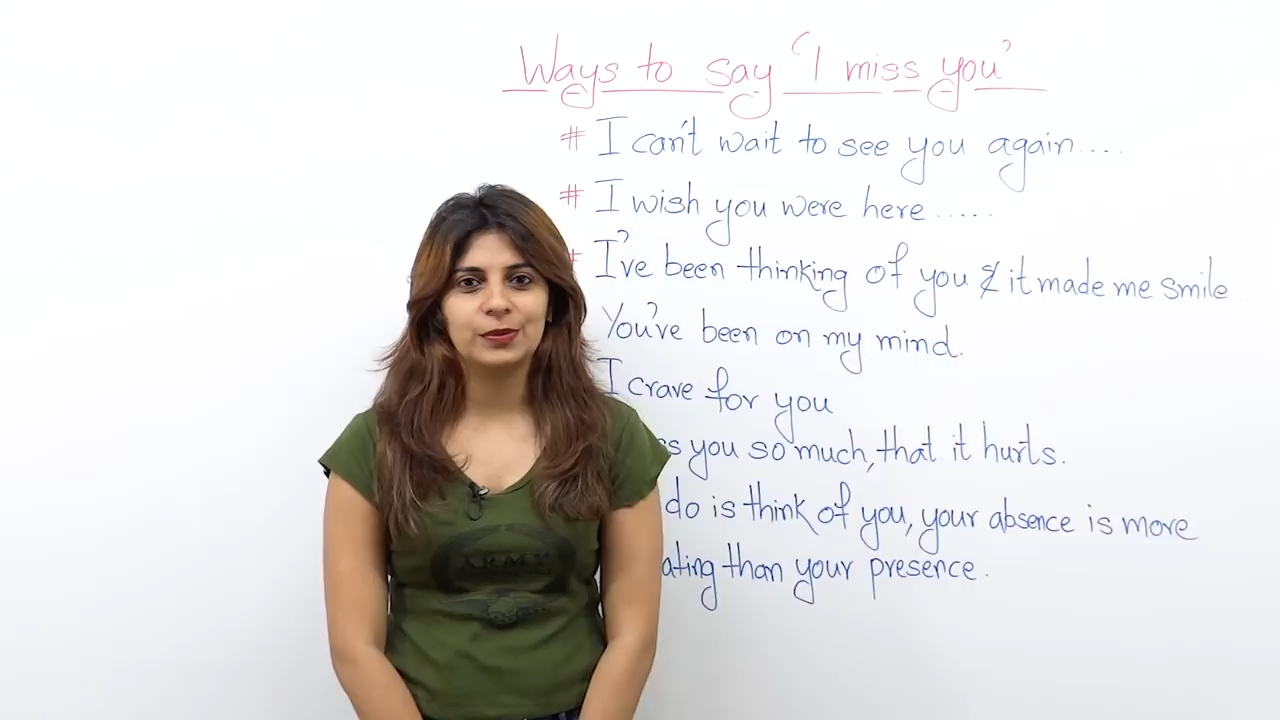 Ways to say 'I miss you'
# I can't wait to see you again....
# I wish you were here.....
# I've been thinking of you & it made me smile..
You've been on my mind.
I crave for you
you so much, that it hurts.
do is think of you, your absence is more
than your presence.
ARMY